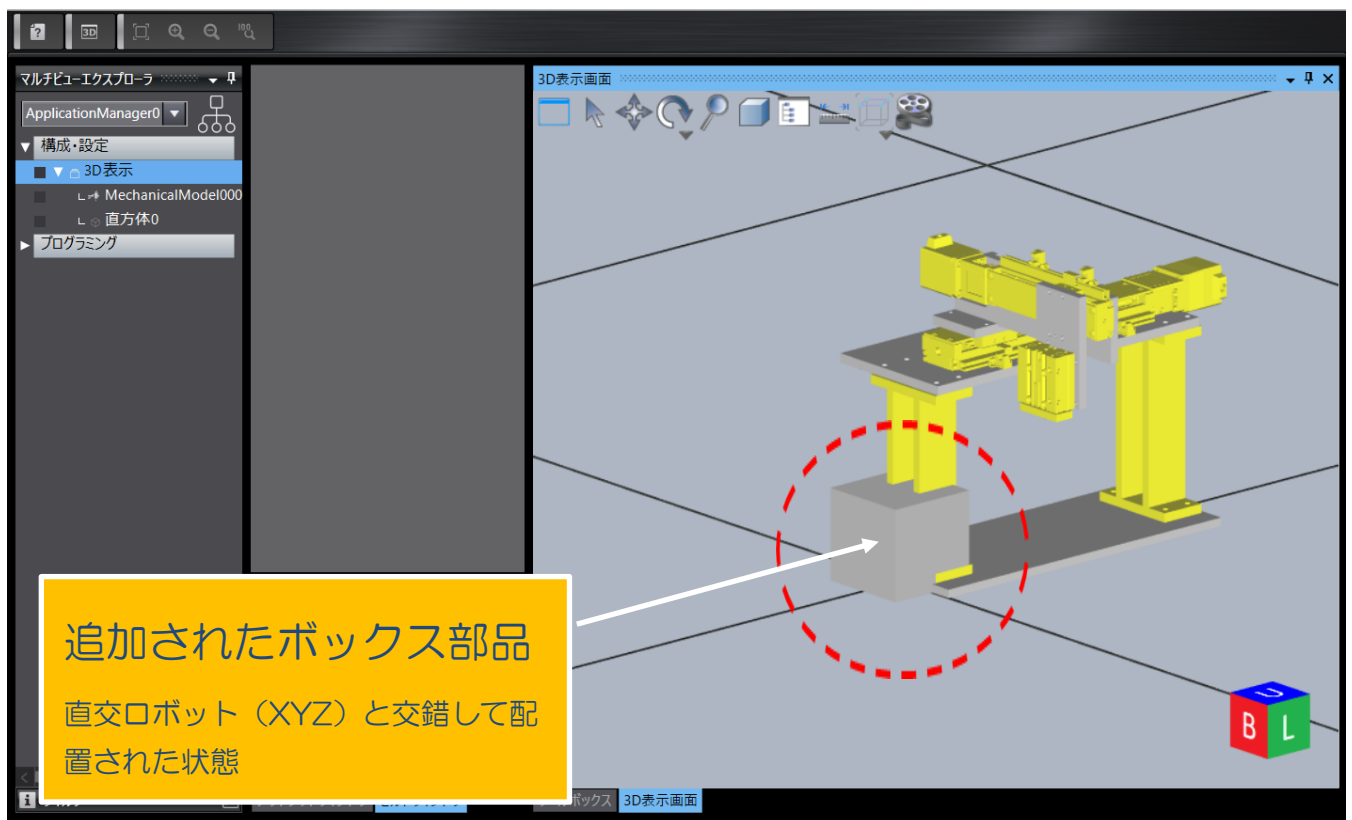 3D
100%
マルチビューエクスプローラ
ApplicationManager0
構成・設定
3D表示
MechanicalModel000
直方体0
プログラミング
3D表示画面
追加されたボックス部品
直交ロボット（XYZ）と交錯して配
置された状態
B
L
U
ボックス
3D表示画面